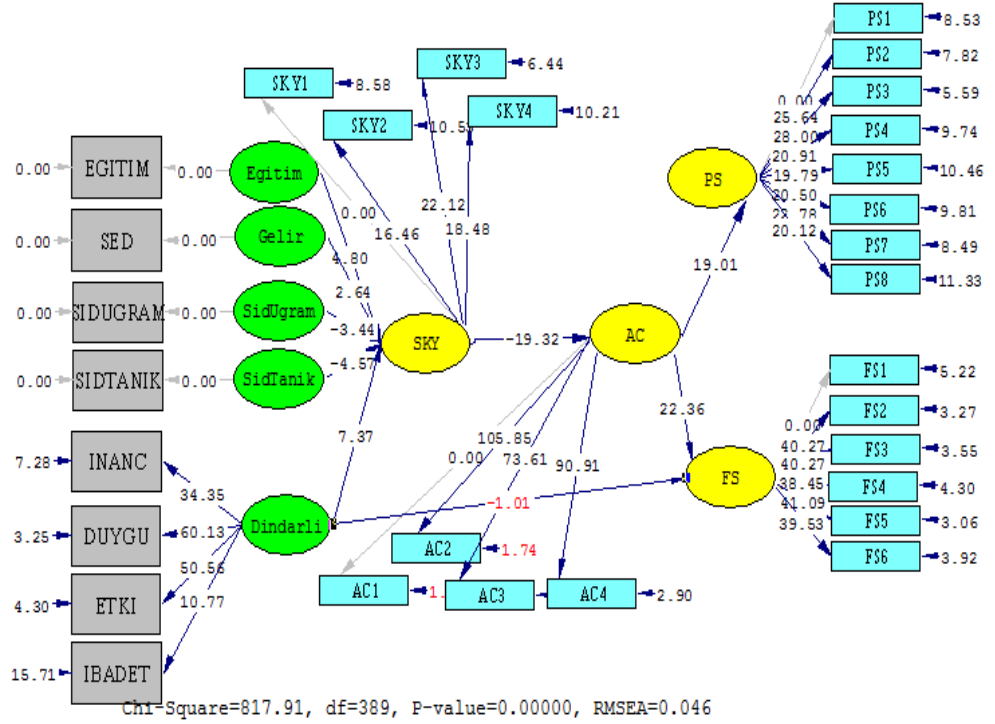 PS1 8.53
PS2 7.82
PS3 5.59
PS4 9.74
PS5 10.46
PS6 9.81
PS7 8.49
PS8 11.33
0.00
25.64
28.00
20.91
19.79
20.50
22.78
20.12
SKY1 8.58
SKY3 6.44
SKY2
SKY4 10.21
0.00
16.46
22.12
18.48
0.00 EGITIM 0.00 Egitim
0.00 SED 0.00 Gelir
0.00 SIDUGRAM 0.00 SidUgram
0.00 SIDTANIK 0.00 SidTanik
4.80
2.64
-3.44
-4.57
SKY
-19.32
AC
PS
19.01
22.36
FS
7.37
-1.01
7.28 INANC 34.35
3.25 DUYGU 60.13
4.30 ETKI 50.56
15.71 IBADET 10.77
Dindarli
105.85
0.00
73.61
90.91
AC2 1.74
AC1
AC3
AC4 2.90
FS1 5.22
FS2 3.27
FS3 3.55
FS4 4.30
FS5 3.06
FS6 3.92
0.00
40.27
40.27
38.45
41.09
39.53
Chi-Square=817.91, df=389, P-value=0.00000, RMSEA=0.046